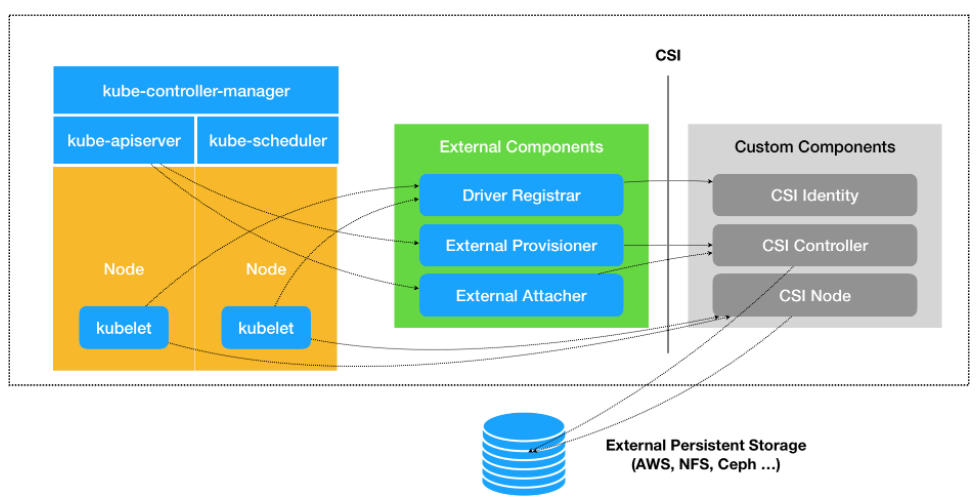 CSI
kube-controller-manager
kube-apiserver
kube-scheduler
External Components
Custom Components
Driver Registrar
CSI Identity
External Provisioner
CSI Controller
Node
Node
External Attacher
CSI Node
kubelet
kubelet
External Persistent Storage
(AWS, NFS, Ceph ...)